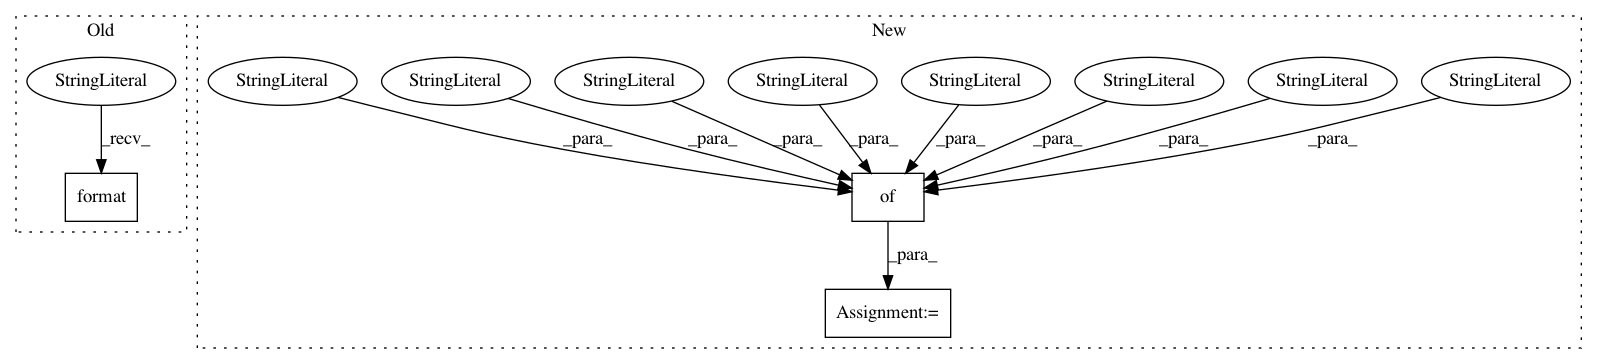 Old
New
StringLiteral
StringLiteral
StringLiteral
StringLiteral
StringLiteral
StringLiteral
StringLiteral
StringLiteral
StringLiteral
_recv_
_para_
_para_
_para_
_para_
_para_
_para_
_para_
_para_
format
of
_para_
Assignment:=